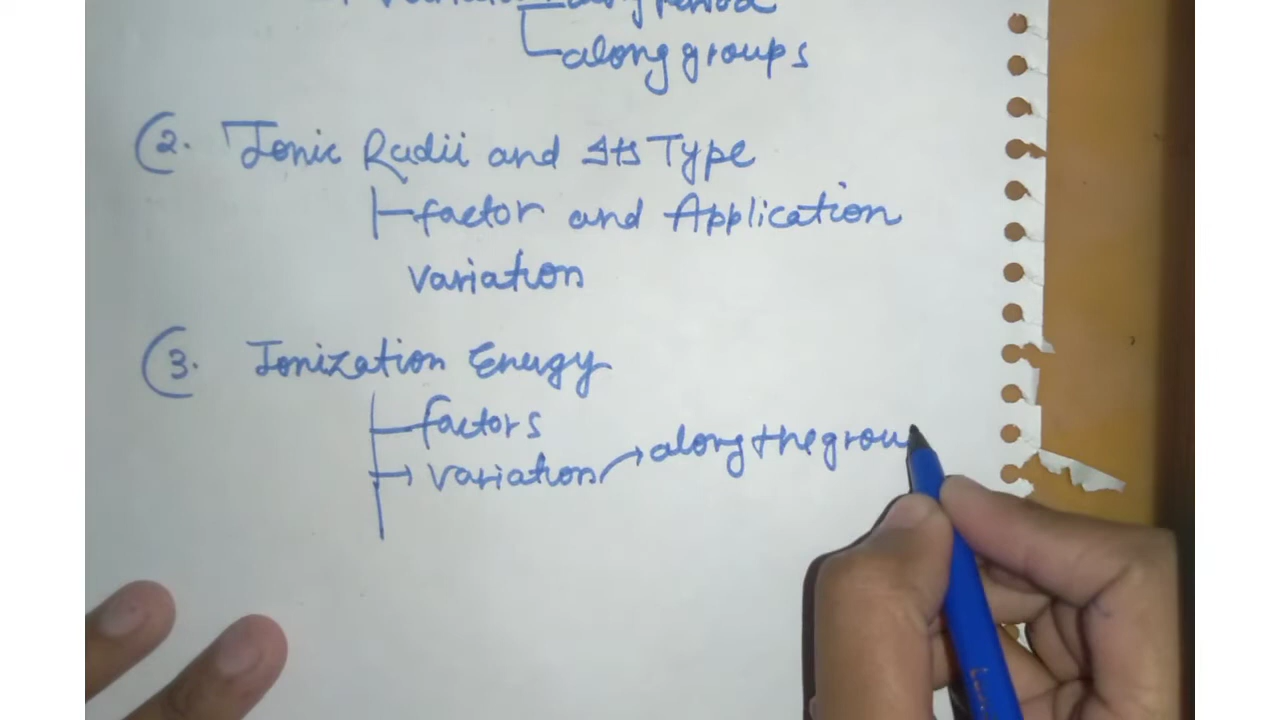 along groups
2. Ionic Radii and Its Type
factor and Application
variation
3. Ionization Energy
factors
variation → along the grou